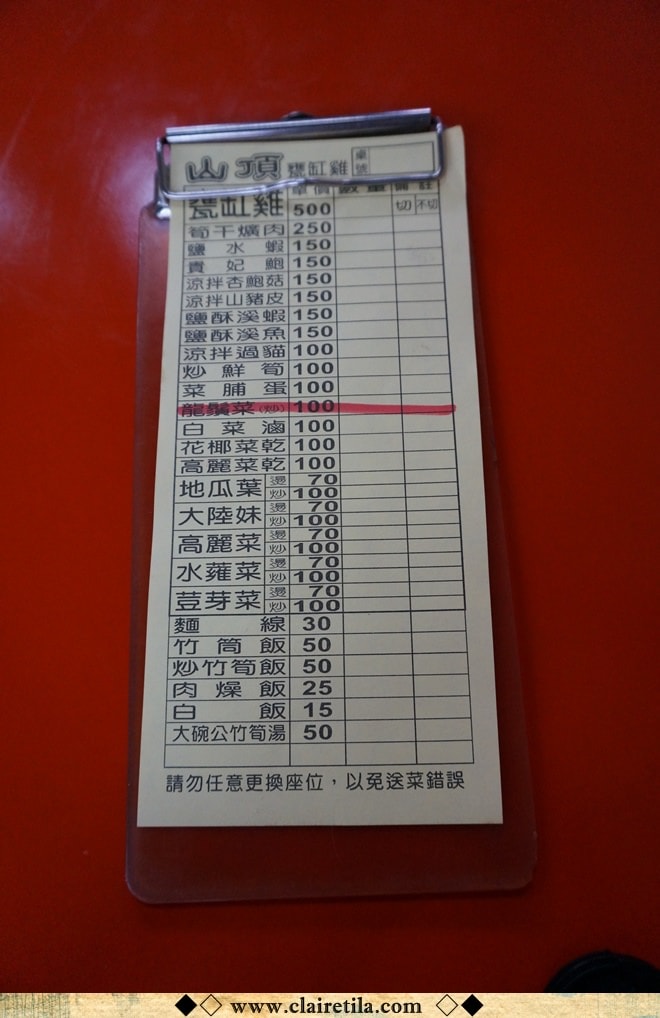 山頂 甕缸雞 桌號
單價 數量 備註
甕缸雞 500 切 不切
筍干爌肉 250
鹽水蝦 150
貴妃鮑 150
涼拌杏鮑菇 150
涼拌山豬皮 150
鹽酥溪蝦 150
鹽酥溪魚 150
涼拌過貓 100
炒鮮筍 100
菜脯蛋 100
龍鬚菜(炒) 100
白菜滷 100
花椰菜乾 100
高麗菜乾 100
地瓜葉 燙 70
炒 100
大陸妹 燙 70
炒 100
高麗菜 燙 70
炒 100
水蕹菜 燙 70
炒 100
荳芽菜 燙 70
炒 100
麵線 30
竹筒飯 50
炒竹筍飯 50
肉燥飯 25
白飯 15
大碗公竹筍湯 50
請勿任意更換座位，以免送菜錯誤
www.clairetila.com